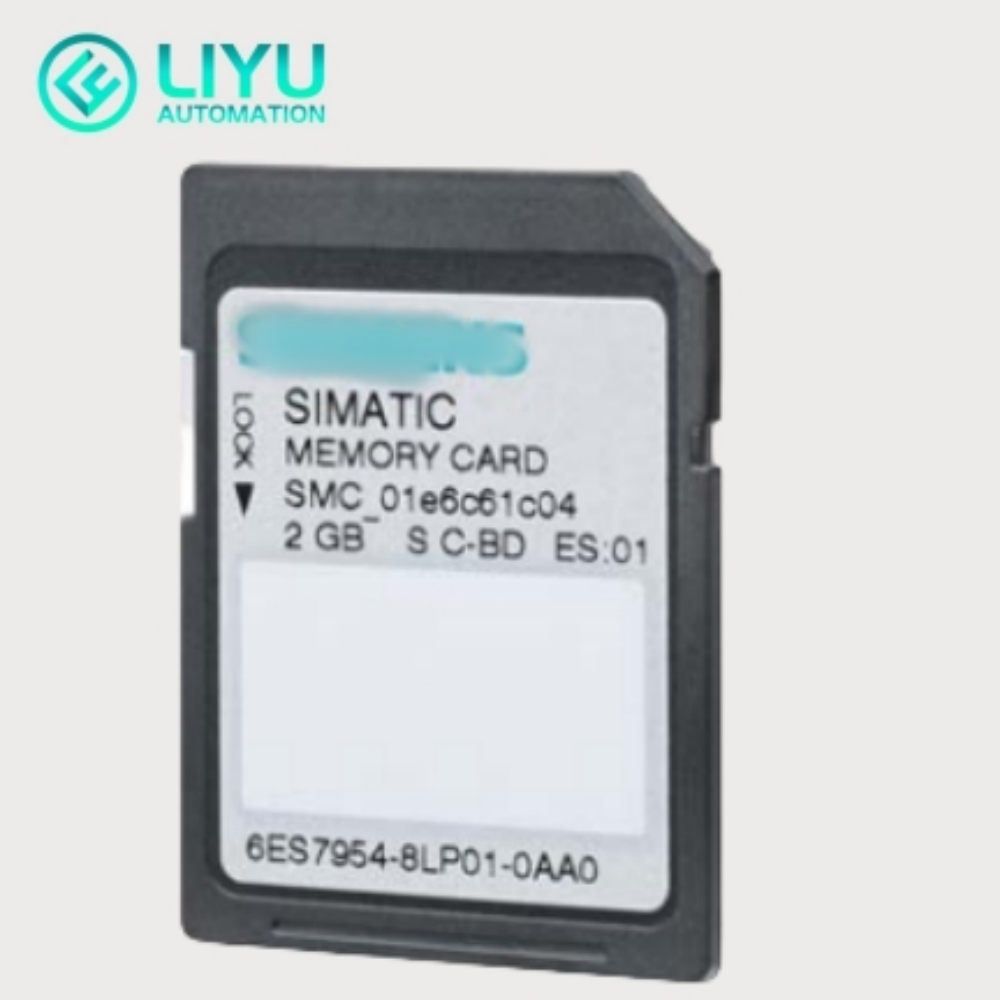 LIYU
AUTOMATION
LOCK
SIMATIC
MEMORY CARD
SMC_01e6c61c04
2 GB S C-BD ES:01
6ES7954-8LP01-0AA0